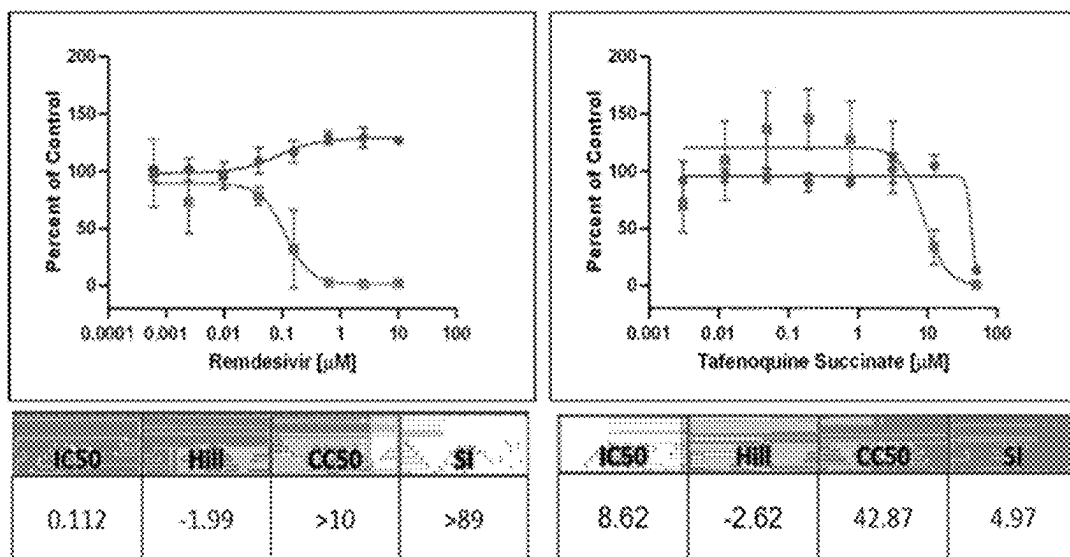 200
150
100
50
0
Percent of Control
0.0001 0.001 0.01 0.1 1 10 100
Remdesivir [µM]
200
150
100
50
0
Percent of Control
0.001 0.01 0.1 1 10 100
Tafenoquine Succinate [µM]
IC50 Hill CC50 SI
0.112 -1.99 >10 >89
IC50 Hill CC50 SI
8.62 -2.62 42.87 4.97